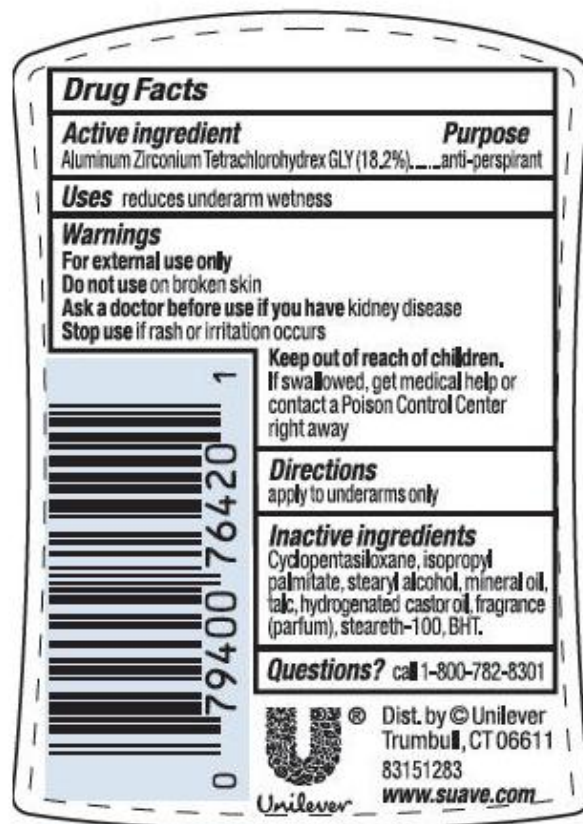 Drug Facts
Active ingredient Purpose
Aluminum Zirconium Tetrachlorohydrex GLY (18.2%).....anti-perspirant
Uses reduces underarm wetness
Warnings
For external use only
Do not use on broken skin
Ask a doctor before use if you have kidney disease
Stop use if rash or irritation occurs
Keep out of reach of children.
If swallowed, get medical help or
contact a Poison Control Center
right away
Directions
apply to underarms only
Inactive ingredients
Cyclopentasiloxane, isopropyl
palmitate, stearyl alcohol, mineral oil,
talc, hydrogenated castor oil, fragrance
(parfum), steareth-100, BHT.
Questions? call 1-800-782-8301
0 79400 76420 1
®
Unilever
Dist. by © Unilever
Trumbull, CT 06611
83151283
www.suave.com